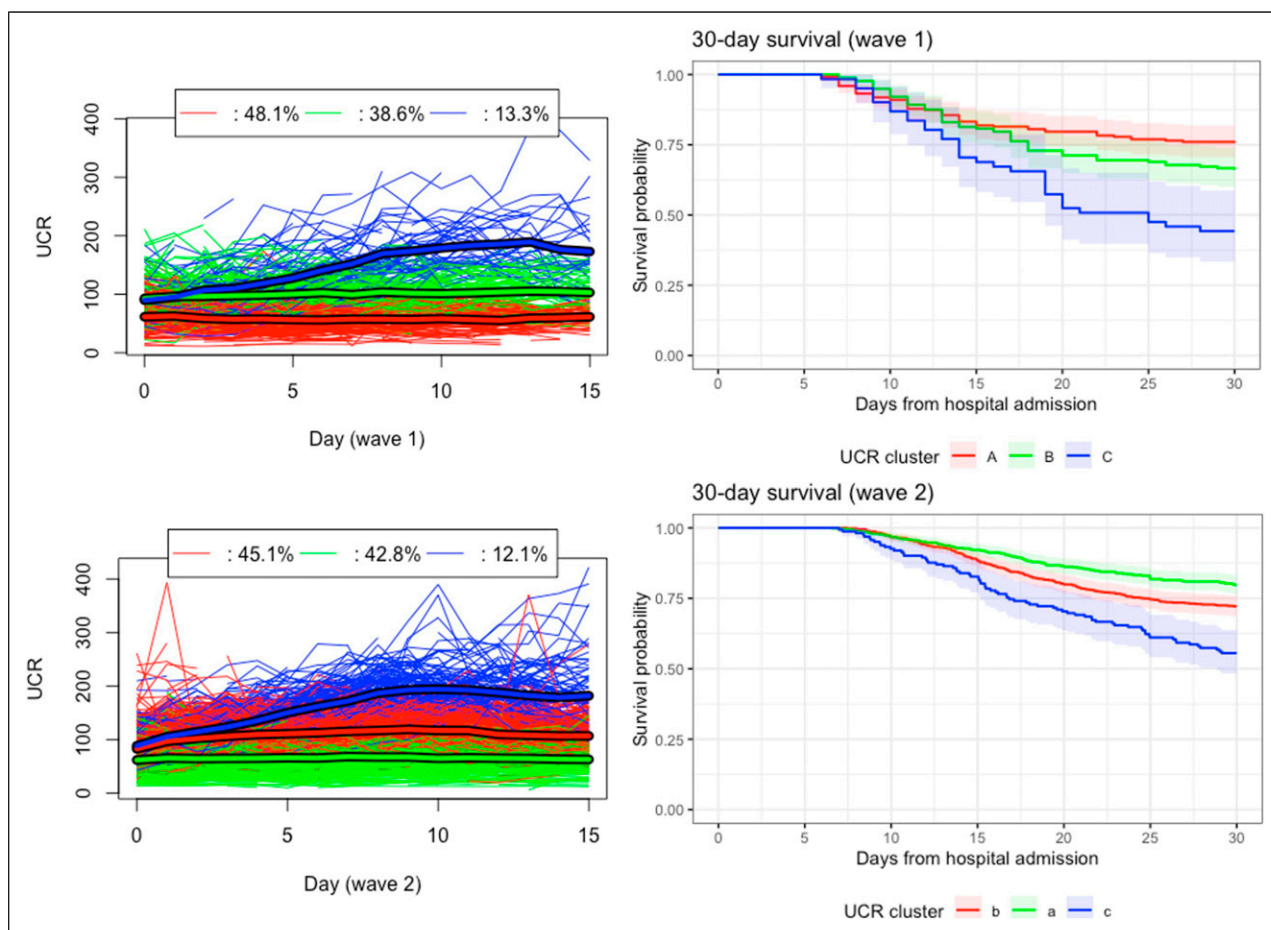 : 48.1% : 38.6% : 13.3%
UCR
400
300
200
100
0
0 5 10 15
Day (wave 1)
30-day survival (wave 1)
Survival probability
1.00
0.75
0.50
0.25
0.00
0 5 10 15 20 25 30
Days from hospital admission
UCR cluster A B C
: 45.1% : 42.8% : 12.1%
UCR
400
300
200
100
0
0 5 10 15
Day (wave 2)
30-day survival (wave 2)
Survival probability
1.00
0.75
0.50
0.25
0.00
0 5 10 15 20 25 30
Days from hospital admission
UCR cluster b a c